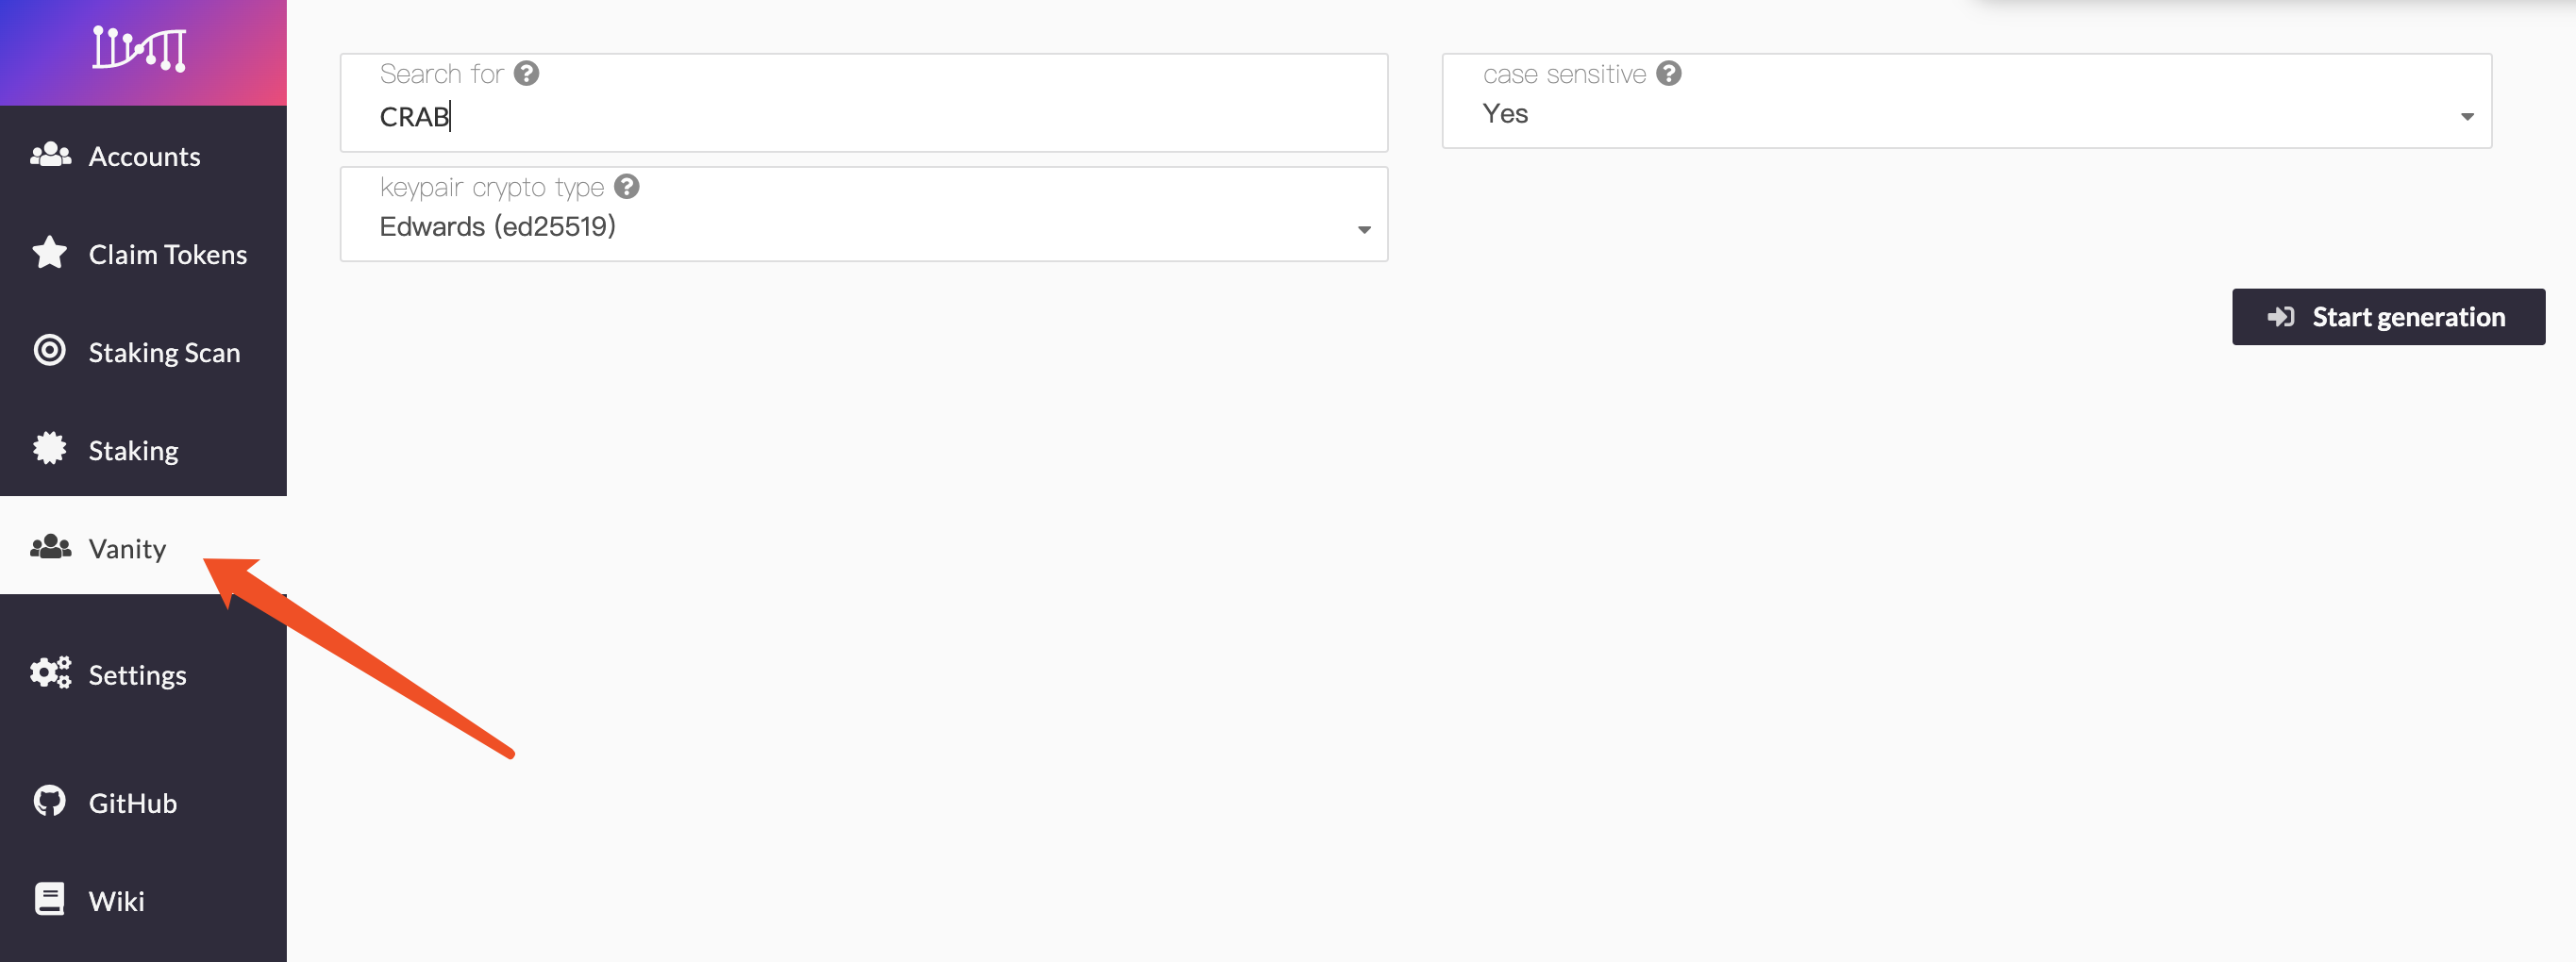 Accounts
Claim Tokens
Staking Scan
Staking
Vanity
Settings
GitHub
Wiki
Search for ?
CRAB
case sensitive ?
Yes
keypair crypto type ?
Edwards (ed25519)
Start generation